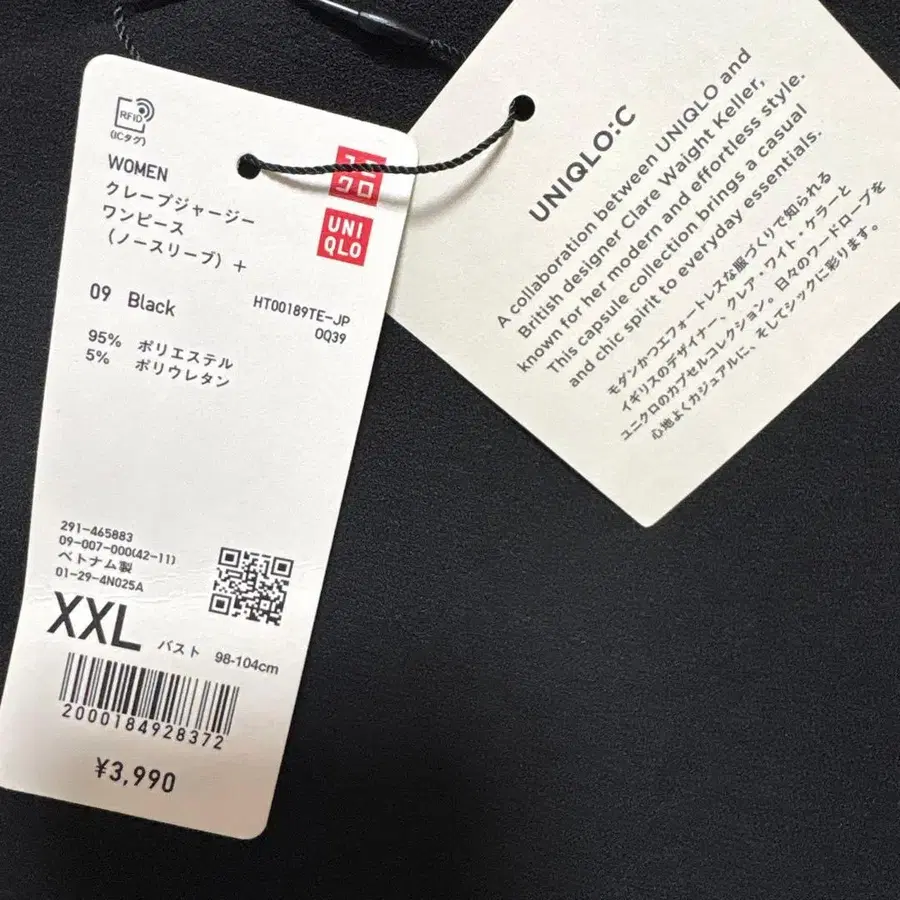 RFID
(ICタグ)
WOMEN
クレープジャージー
ワンピース
(ノースリーブ)+
UNI
QLO
09 Black
HT00189TE-JP
0Q39
95% ポリエステル
5% ポリウレタン
291-465883
09-007-000(42-11)
ベトナム製
01-29-4N025A
XXL バスト 98-104cm
2000184928372
¥3,990
UNIQLO:C
A collaboration between UNIQLO and
British designer Clare Waight Keller,
known for her modern and effortless style.
This capsule collection brings a casual
and chic spirit to everyday essentials.
モダンかつエフォートレスな服づくりで知られる
イギリスのデザイナー、クレア・ワイト・ケラーと
ユニクロのカプセルコレクション。日々のワードローブを
心地よくカジュアルに、そしてシックに彩ります。